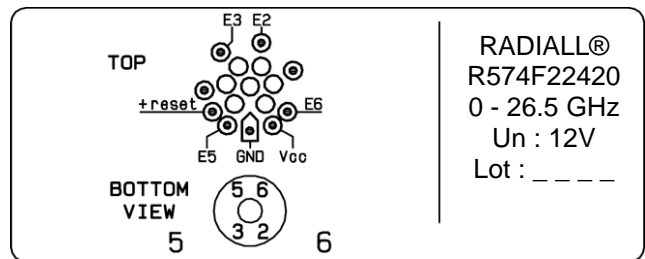 E3 E2
TOP
+reset E6
E5 GND Vcc
BOTTOM
VIEW
5 6
3 2
5 6
RADIALL®
R574F22420
0 - 26.5 GHz
Un : 12V
Lot : _ _ _ _